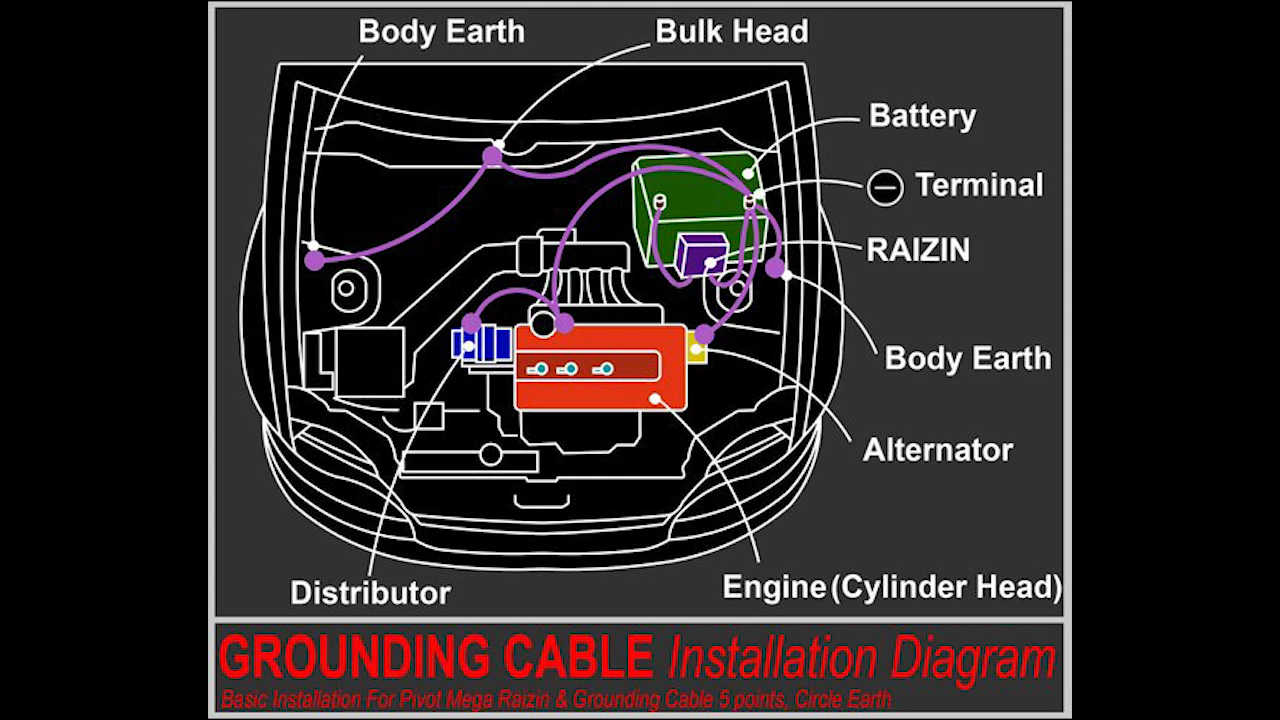 Body Earth
Bulk Head
Battery
⊖ Terminal
RAIZIN
Body Earth
Alternator
Engine (Cylinder Head)
Distributor
GROUNDING CABLE Installation Diagram
Basic Installation For Pivot Mega Raizin & Grounding Cable 5 points, Circle Earth